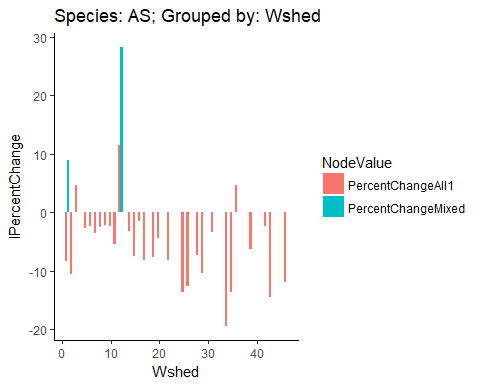 Species: AS; Grouped by: Wshed
30
20
10
0
-10
-20
lPercentChange
0 10 20 30 40
Wshed
NodeValue
PercentChangeAll1
PercentChangeMixed